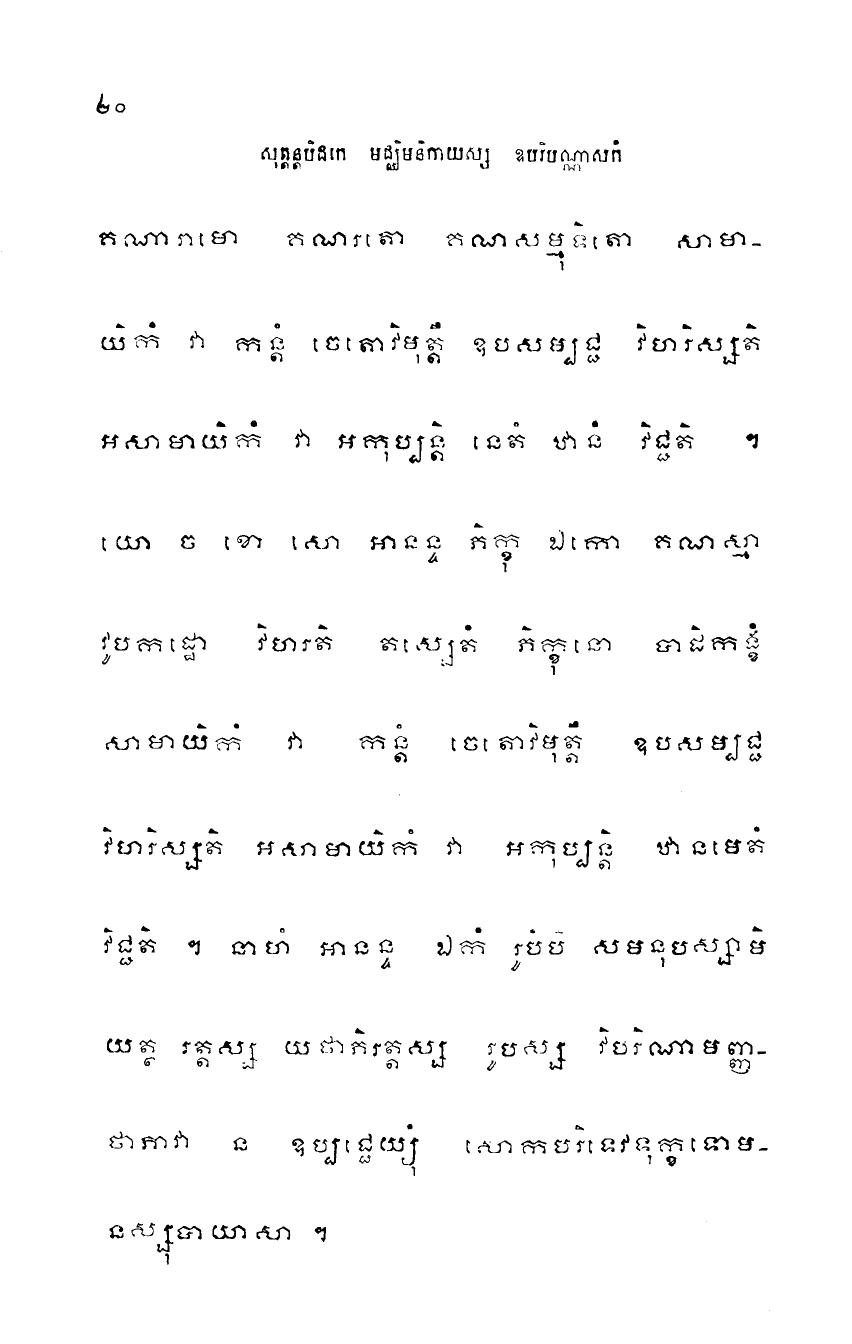 ២០
សុត្តន្តបិដកេ មជ្ឈិមនិកាយស្ស ឧបរិបណ្ណាសកំ
គណារាមោ គណរតោ គណសម្មុទិតោ សាមា-
យិកំ វា កន្តំ ចេតោវិមុត្តឹ ឧបសម្បជ្ជ វិហរិស្សតិ
អសាមាយិកំ វា អកុប្បន្តិ នេតំ ឋានំ វិជ្ជតិ ។
យោ ច ខោ សោ អានន្ទ ភិក្ខុ ឯកោ គណស្មា
វូបកដ្ឋោ វិហរតិ តស្សេតំ ភិក្ខុនោ បាដិកង្ខំ
សាមាយិកំ វា កន្តំ ចេតោវិមុត្តឹ ឧបសម្បជ្ជ
វិហរិស្សតិ អសាមាយិកំ វា អកុប្បន្តិ ឋានមេតំ
វិជ្ជតិ ។ នាហំ អានន្ទ ឯកំ រូបំបិ សមនុបស្សាមិ
យត្ថ រត្តស្ស យថាភិរត្តស្ស រូបស្ស វិបរិណាមញ្ញ-
ថាភាវា ន ឧប្បជ្ជេយ្យុំ សោកបរិទេវទុក្ខទោម-
នស្សុបាយាសា ។